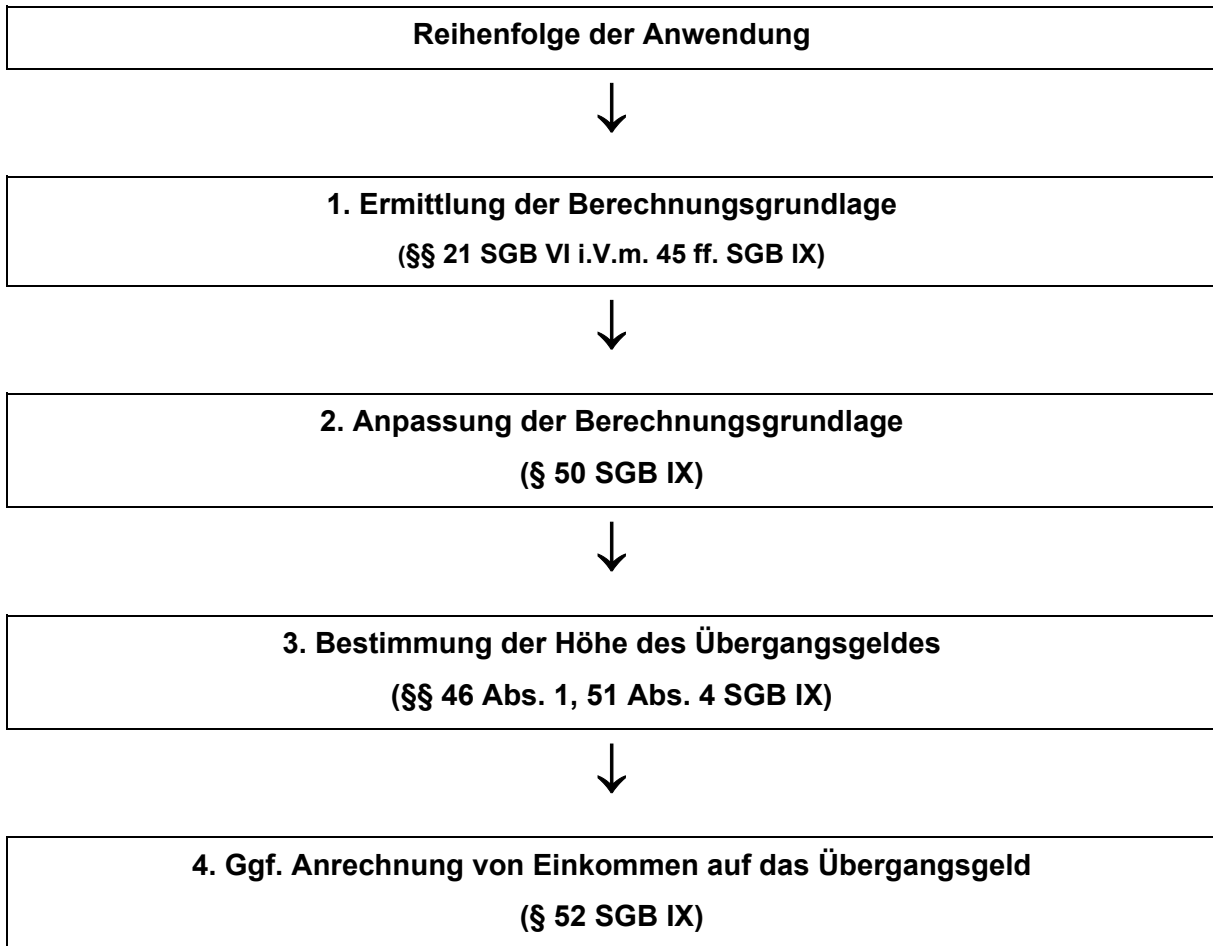 Reihenfolge der Anwendung
1. Ermittlung der Berechnungsgrundlage
(§§ 21 SGB VI i.V.m. 45 ff. SGB IX)
2. Anpassung der Berechnungsgrundlage
(§ 50 SGB IX)
3. Bestimmung der Höhe des Übergangsgeldes
(§§ 46 Abs. 1, 51 Abs. 4 SGB IX)
4. Ggf. Anrechnung von Einkommen auf das Übergangsgeld
(§ 52 SGB IX)